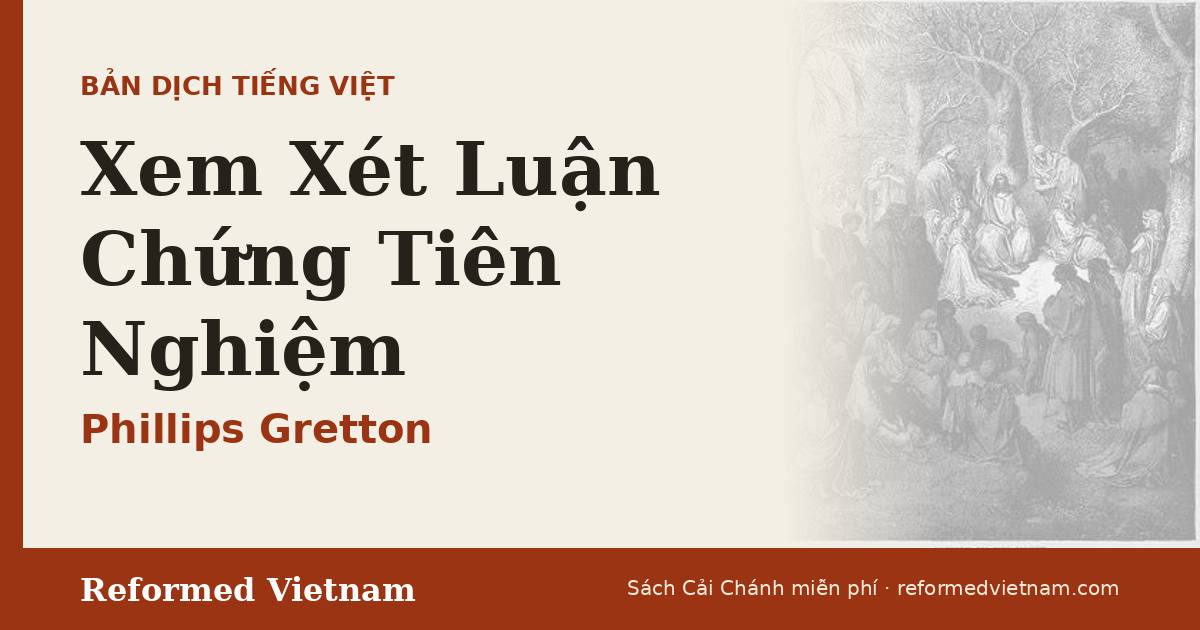 BẢN DỊCH TIẾNG VIỆT
Xem Xét Luận
Chứng Tiên
Nghiệm
Phillips Gretton
Reformed Vietnam
Sách Cải Chánh miễn phí · reformedvietnam.com